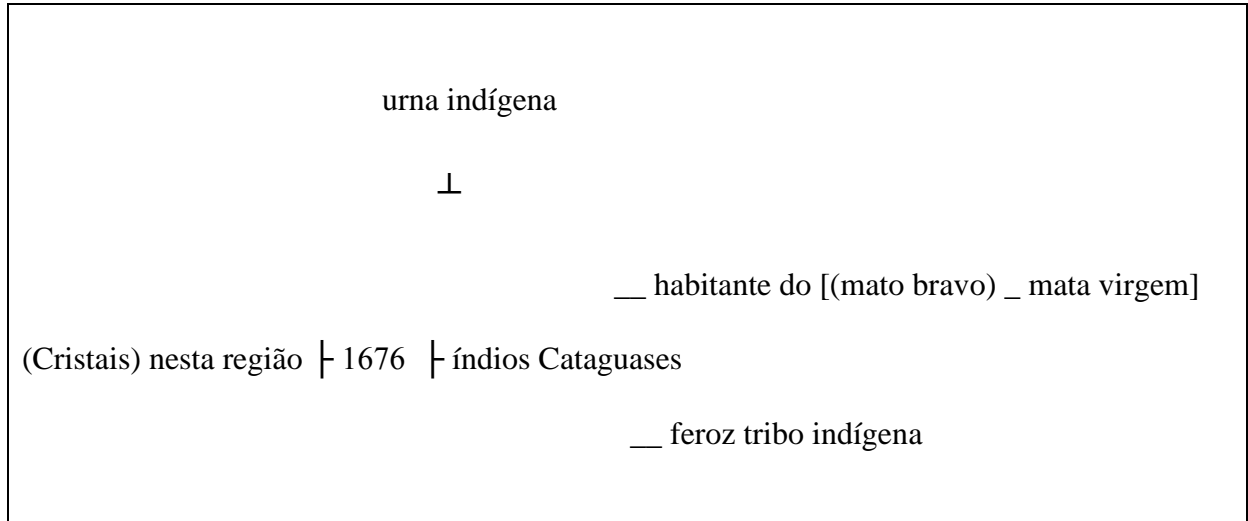 urna indígena
┴
__ habitante do [(mato bravo) _ mata virgem]
(Cristais) nesta região ├ 1676 ├ índios Cataguases
__ feroz tribo indígena